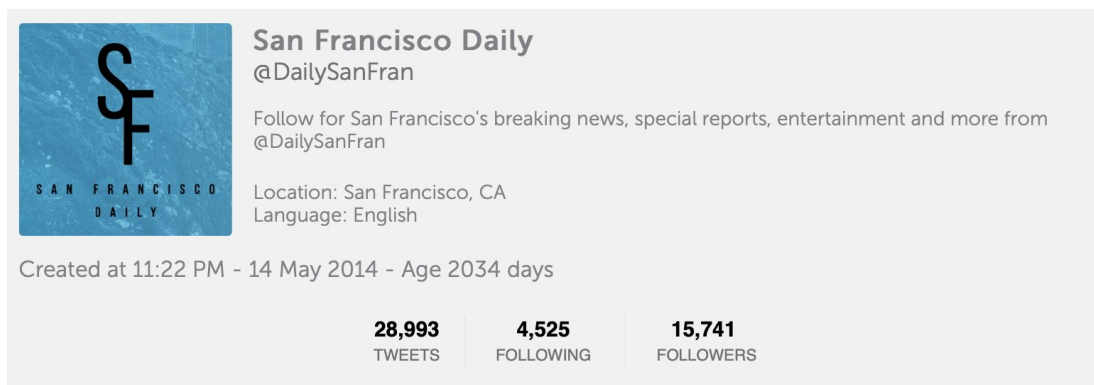 SF
SAN FRANCISCO
DAILY
San Francisco Daily
@DailySanFran
Follow for San Francisco's breaking news, special reports, entertainment and more from
@DailySanFran
Location: San Francisco, CA
Language: English
Created at 11:22 PM - 14 May 2014 - Age 2034 days
28,993 4,525 15,741
TWEETS FOLLOWING FOLLOWERS